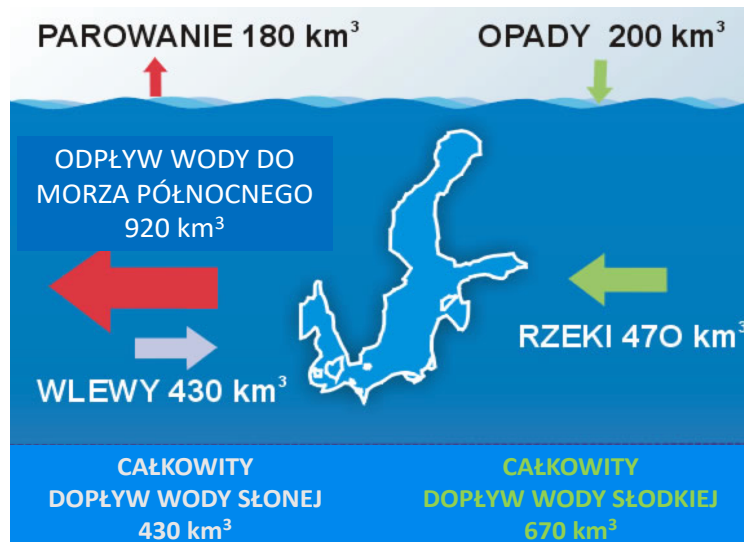 PAROWANIE 180 km³
OPADY 200 km³
ODPŁYW WODY DO
MORZA PÓŁNOCNEGO
920 km³
RZEKI 470 km³
WLEWY 430 km³
CAŁKOWITY
DOPŁYW WODY SŁONEJ
430 km³
CAŁKOWITY
DOPŁYW WODY SŁODKIEJ
670 km³